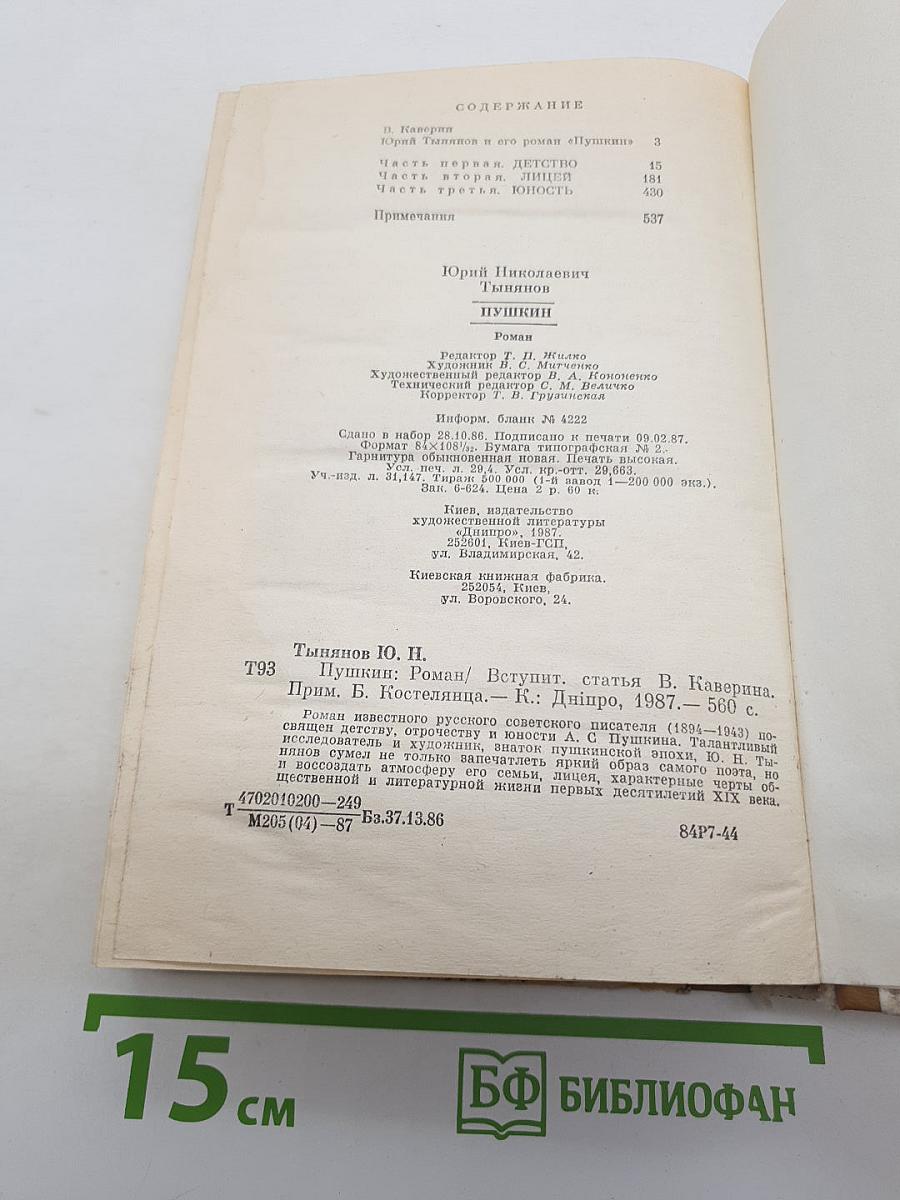 СОДЕРЖАНИЕ
В. Каверин
Юрий Тынянов и его роман «Пушкин» 3
Часть первая. ДЕТСТВО 15
Часть вторая. ЛИЦЕЙ 181
Часть третья. ЮНОСТЬ 430
Примечания 537
Юрий Николаевич
Тынянов
ПУШКИН
Роман
Редактор Т. П. Жилко
Художник В. С. Митченко
Художественный редактор В. А. Кононенко
Технический редактор С. М. Величко
Корректор Т. В. Грузинская
Информ. бланк № 4222
Сдано в набор 28.10.86. Подписано к печати 09.02.87.
Формат 84×108¹/₃₂. Бумага типографская № 2.
Гарнитура обыкновенная новая. Печать высокая.
Усл. печ. л. 29,4. Усл. кр.-отт. 29,663.
Уч.-изд. л. 31,147. Тираж 500 000 (1-й завод 1—200 000 экз.).
Зак. 6-624. Цена 2 р. 60 к.
Киев, издательство
художественной литературы
«Дніпро», 1987.
252601, Киев-ГСП,
ул. Владимирская, 42.
Киевская книжная фабрика.
252054, Киев,
ул. Воровского, 24.
Тынянов Ю. Н.
Т93 Пушкин: Роман/ Вступит. статья В. Каверина.
Прим. Б. Костелянца.— К.: Дніпро, 1987.— 560 с.
Роман известного русского советского писателя (1894—1943) по-
священ детству, отрочеству и юности А. С. Пушкина. Талантливый
исследователь и художник, знаток пушкинской эпохи, Ю. Н. Ты-
нянов сумел не только запечатлеть яркий образ самого поэта, но
и воссоздать атмосферу его семьи, лицея, характерные черты об-
щественной и литературной жизни первых десятилетий XIX века.
Т 4702010200—249
М205(04)—87 Бз.37.13.86
84Р7-44
15 см
БФ БИБЛИОФАН